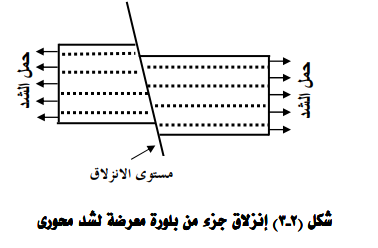 حمل الشد
حمل الشد
مستوى الانزلاق
شكل (٢-٣) إنزلاق جزء من بلورة معرضة لشد محورى